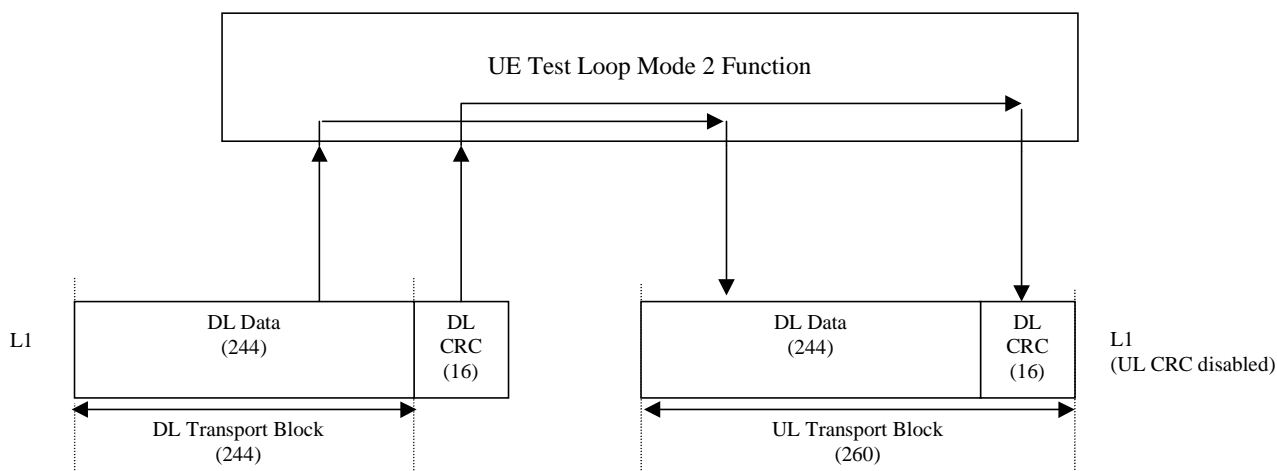 UE Test Loop Mode 2 Function
L1
DL Data
(244)
DL
CRC
(16)
DL Data
(244)
DL
CRC
(16)
L1
(UL CRC disabled)
DL Transport Block
(244)
UL Transport Block
(260)